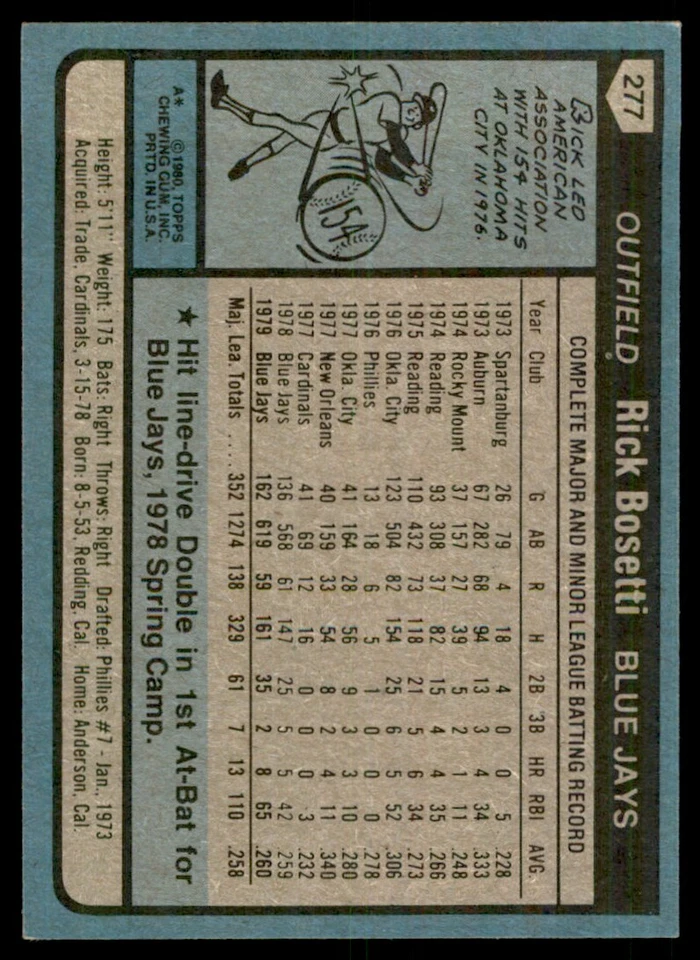 277
OUTFIELD Rick Bosetti BLUE JAYS
RICK LED
AMERICAN
ASSOCIATION
WITH 154 HITS
AT OKLAHOMA
CITY IN 1976.
154
A* ©1980, TOPPS
CHEWING GUM, INC.
PRTD. IN U.S.A.
COMPLETE MAJOR AND MINOR LEAGUE BATTING RECORD
Year Club G AB R H 2B 3B HR RBI AVG.
1973 Spartanburg 26 79 4 18 4 0 0 5 .228
1973 Auburn 67 282 68 94 13 3 4 34 .333
1974 Rocky Mount 37 157 27 39 5 2 1 11 .248
1974 Reading 93 308 37 82 15 4 4 35 .266
1975 Reading 110 432 73 118 21 5 6 34 .273
1976 Okla. City 123 504 82 154 25 6 5 52 .306
1976 Phillies 13 18 6 5 1 0 0 0 .278
1977 Okla. City 41 164 28 56 9 3 3 10 .280
1977 New Orleans 40 159 33 54 8 2 4 11 .340
1977 Cardinals 41 69 12 16 0 0 0 3 .232
1978 Blue Jays 136 568 61 147 25 5 5 42 .259
1979 Blue Jays 162 619 59 161 35 2 8 65 .260
Maj. Lea. Totals .... 352 1274 138 329 61 7 13 110 .258
★ Hit line-drive Double in 1st At-Bat for
Blue Jays, 1978 Spring Camp.
Height: 5'11" Weight: 175 Bats: Right Throws: Right Drafted: Phillies #7 - Jan., 1973
Acquired: Trade, Cardinals, 3-15-78 Born: 8-5-53, Redding, Cal. Home: Anderson, Cal.